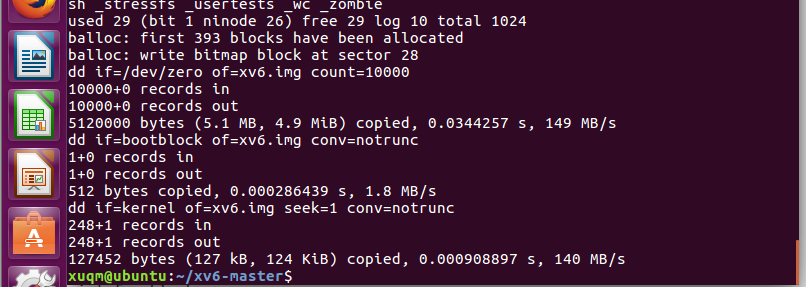 sh _stressfs _usertests _wc _zombie
used 29 (bit 1 ninode 26) free 29 log 10 total 1024
balloc: first 393 blocks have been allocated
balloc: write bitmap block at sector 28
dd if=/dev/zero of=xv6.img count=10000
10000+0 records in
10000+0 records out
5120000 bytes (5.1 MB, 4.9 MiB) copied, 0.0344257 s, 149 MB/s
dd if=bootblock of=xv6.img conv=notrunc
1+0 records in
1+0 records out
512 bytes copied, 0.000286439 s, 1.8 MB/s
dd if=kernel of=xv6.img seek=1 conv=notrunc
248+1 records in
248+1 records out
127452 bytes (127 kB, 124 KiB) copied, 0.000908897 s, 140 MB/s
xuqm@ubuntu:~/xv6-master$